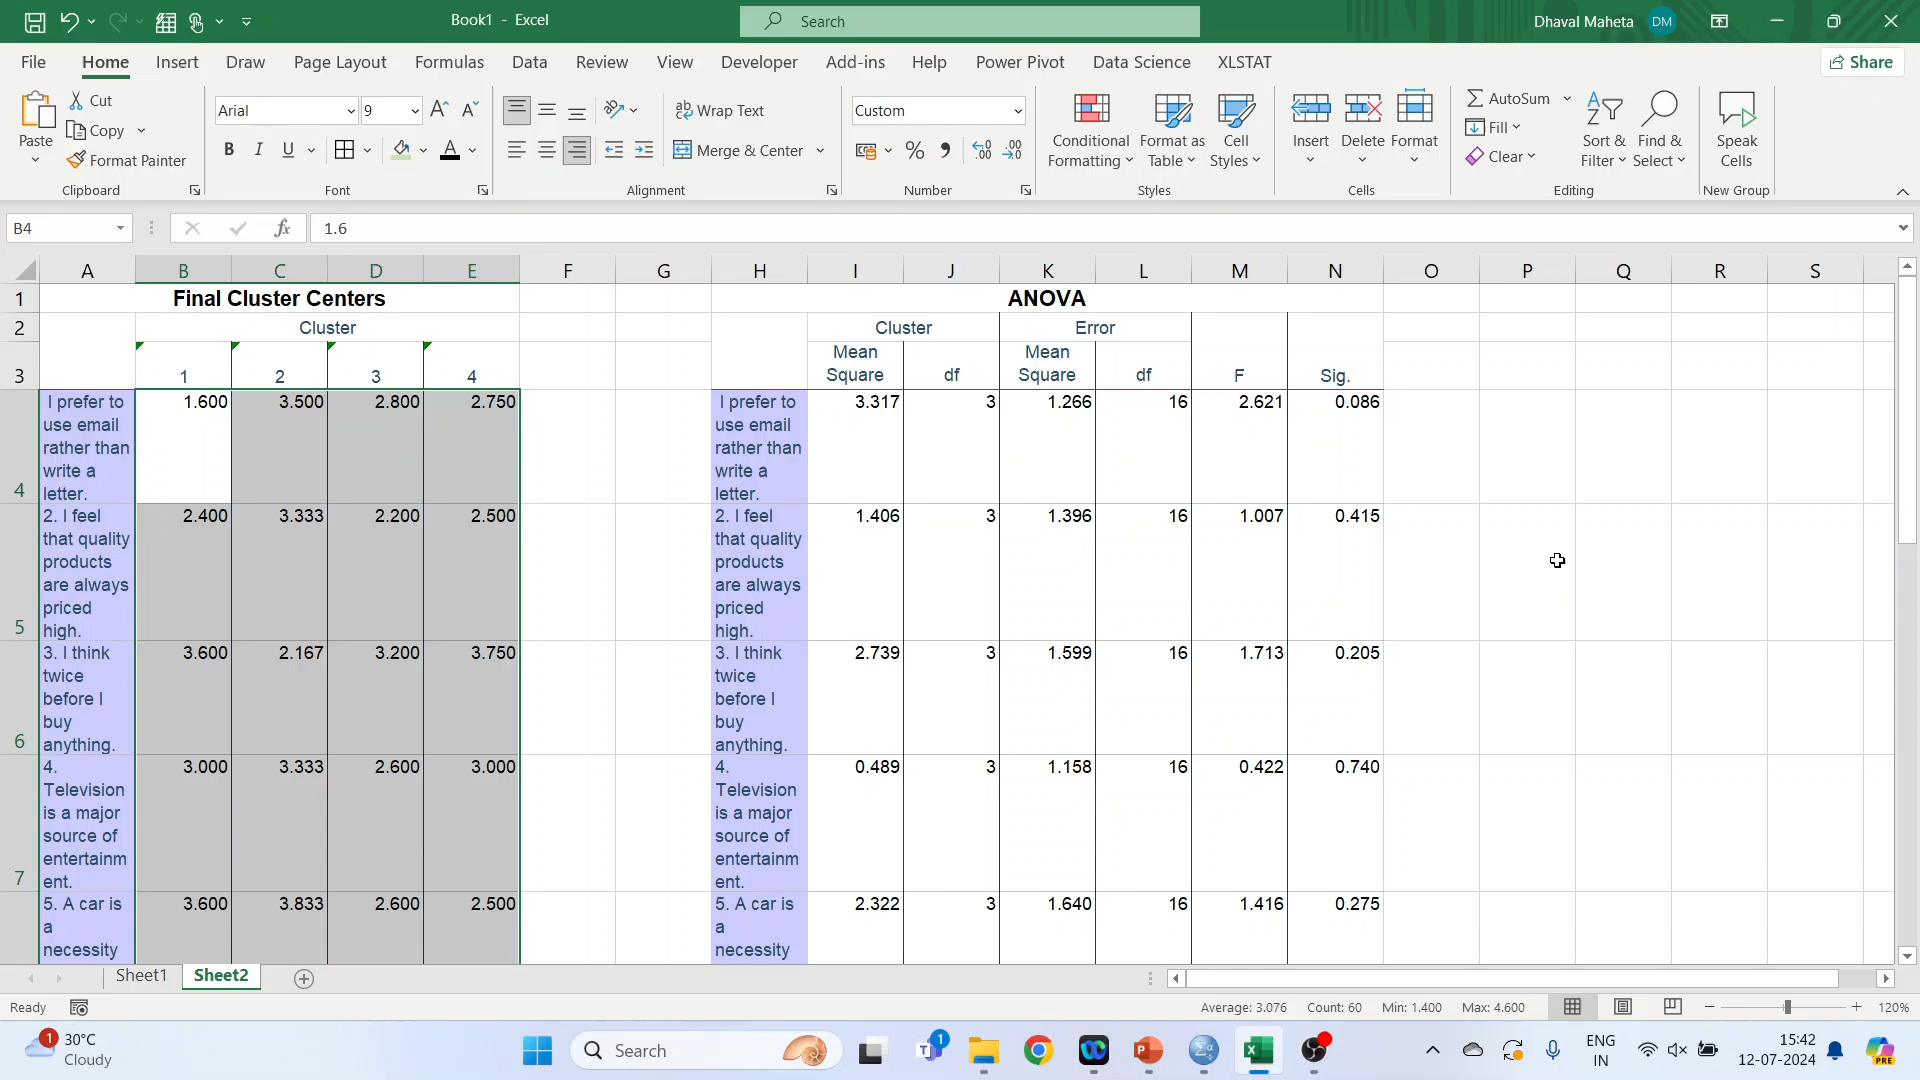 Book1 - Excel
Search
Dhaval Maheta
DM
File Home Insert Draw Page Layout Formulas Data Review View Developer Add-ins Help Power Pivot Data Science XLSTAT
Share
Paste
Cut
Copy
Format Painter
Clipboard
Arial 9
B I U
Font
Wrap Text
Merge & Center
Alignment
Custom
Number
Conditional Formatting
Format as Table
Cell Styles
Styles
Insert
Delete
Format
Cells
AutoSum
Fill
Clear
Sort & Filter
Find & Select
Editing
Speak Cells
New Group
B4
fx
1.6
A B C D E F G H I J K L M N O P Q R S
1 Final Cluster Centers ANOVA
2 Cluster Cluster Error
Mean Square df Mean Square df F Sig.
3 1 2 3 4
I prefer to 1.600 3.500 2.800 2.750 I prefer to 3.317 3 1.266 16 2.621 0.086
use email use email
rather than rather than
write a write a
4 letter. letter.
2. I feel 2.400 3.333 2.200 2.500 2. I feel 1.406 3 1.396 16 1.007 0.415
that quality that quality
products products
are always are always
priced priced
5 high. high.
3. I think 3.600 2.167 3.200 3.750 3. I think 2.739 3 1.599 16 1.713 0.205
twice twice
before I before I
buy buy
6 anything. anything.
4. 3.000 3.333 2.600 3.000 4. 0.489 3 1.158 16 0.422 0.740
Television Television
is a major is a major
source of source of
entertainm entertainm
7 ent. ent.
5. A car is 3.600 3.833 2.600 2.500 5. A car is 2.322 3 1.640 16 1.416 0.275
a a
necessity necessity
Sheet1 Sheet2
Ready
Average: 3.076 Count: 60 Min: 1.400 Max: 4.600
120%
1
30°C
Cloudy
Search
1
ENG
IN
15:42
12-07-2024
PRE